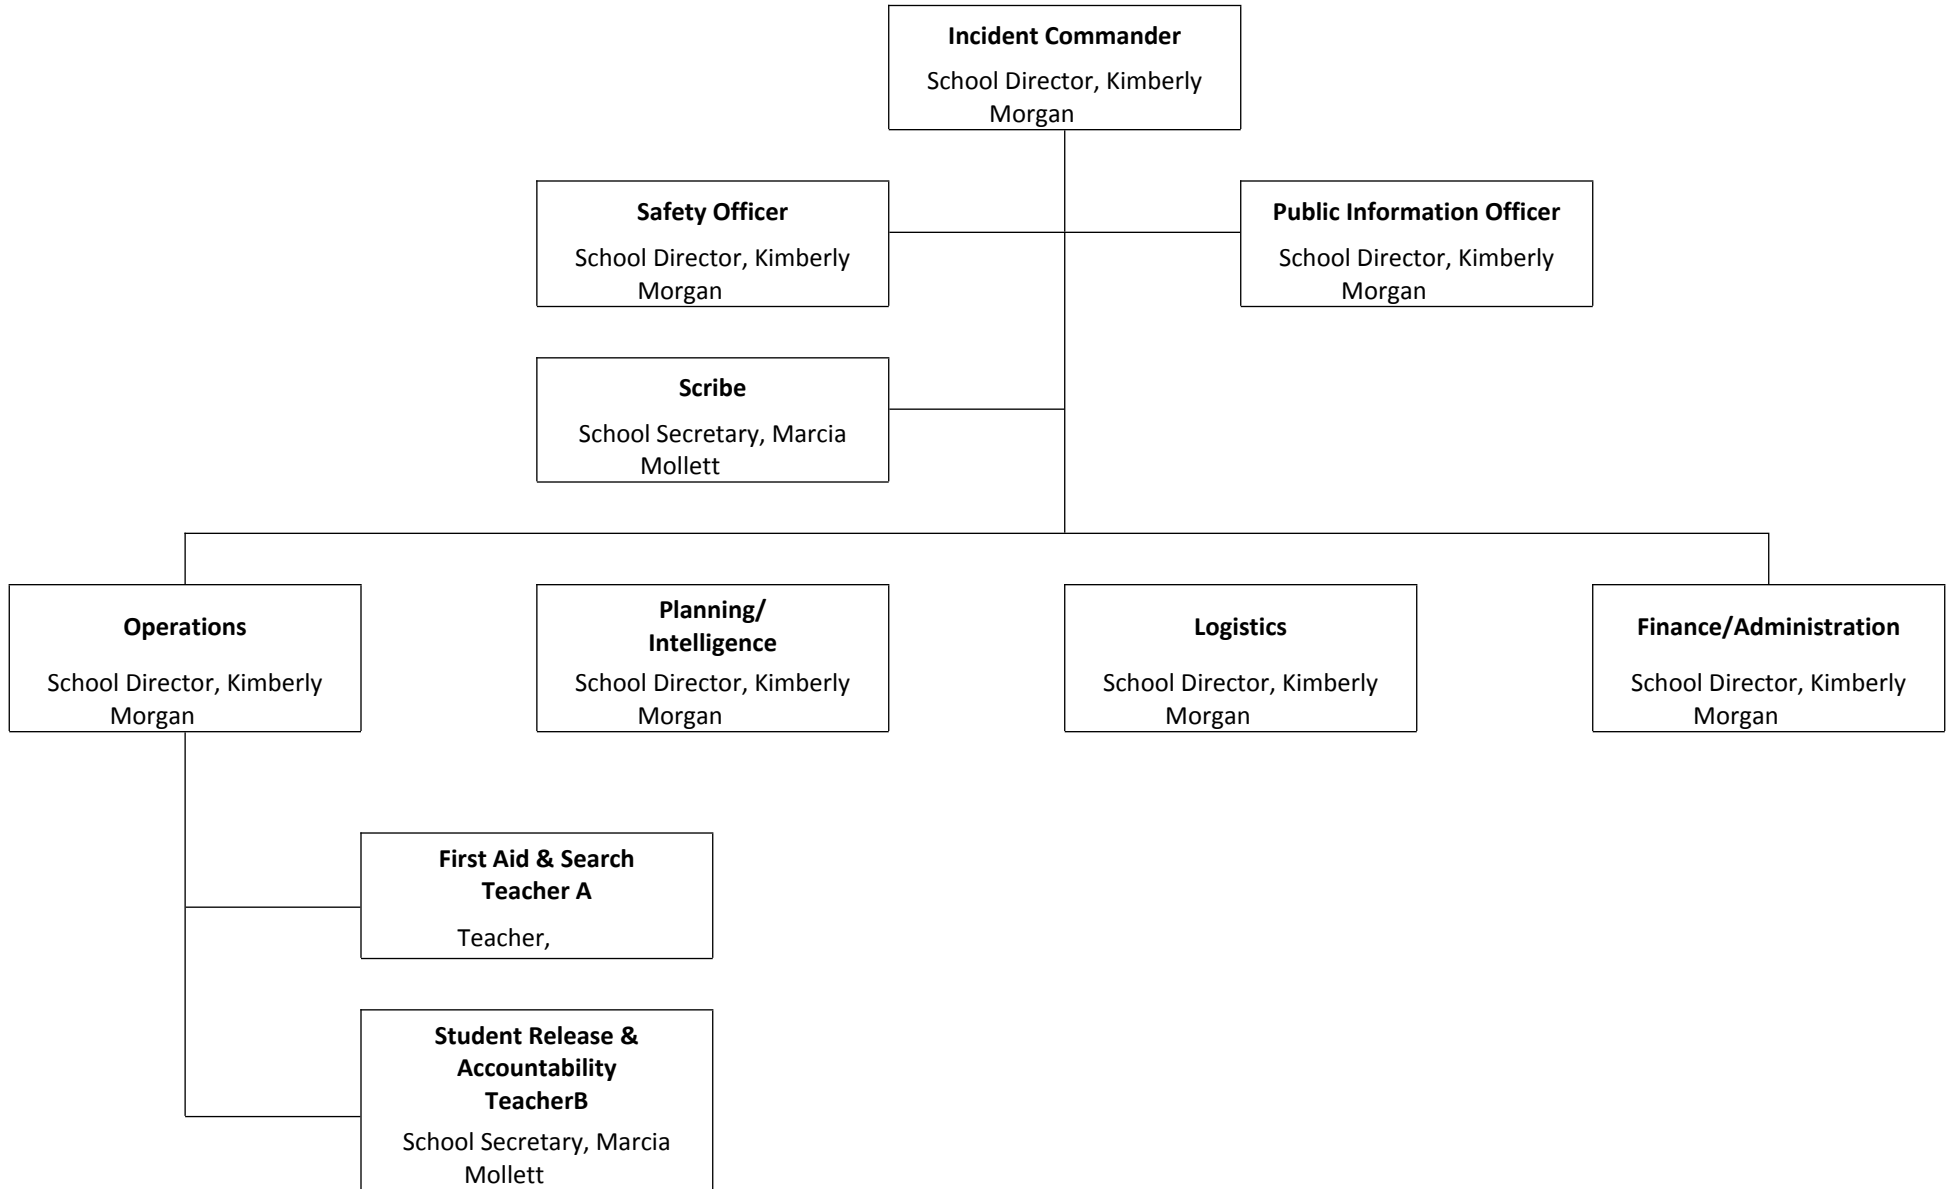 Incident Commander
School Director, Kimberly
Morgan
Safety Officer
School Director, Kimberly
Morgan
Public Information Officer
School Director, Kimberly
Morgan
Scribe
School Secretary, Marcia
Mollett
Operations
School Director, Kimberly
Morgan
Planning/
Intelligence
School Director, Kimberly
Morgan
Logistics
School Director, Kimberly
Morgan
Finance/Administration
School Director, Kimberly
Morgan
First Aid & Search
Teacher A
Teacher,
Student Release &
Accountability
TeacherB
School Secretary, Marcia
Mollett